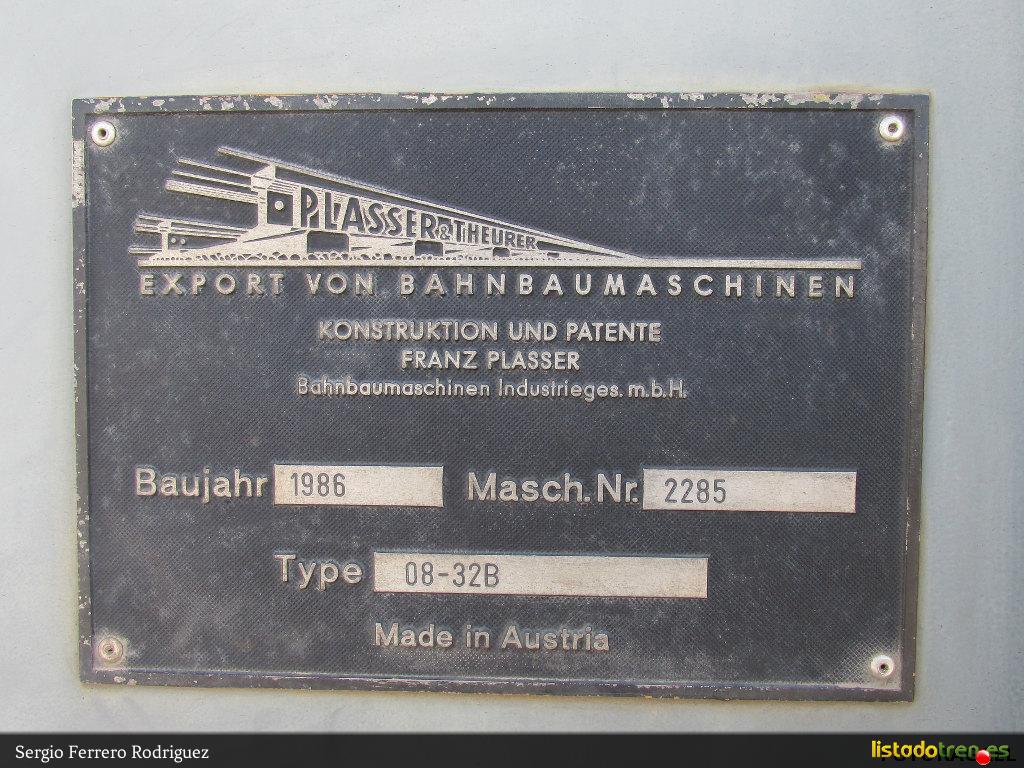 PLASSER & THEURER
EXPORT VON BAHNBAUMASCHINEN
KONSTRUKTION UND PATENTE
FRANZ PLASSER
Bahnbaumaschinen Industrieges. m.b.H.
Baujahr 1986 Masch. Nr. 2285
Type 08-32B
Made in Austria
Sergio Ferrero Rodriguez
listadotren.es